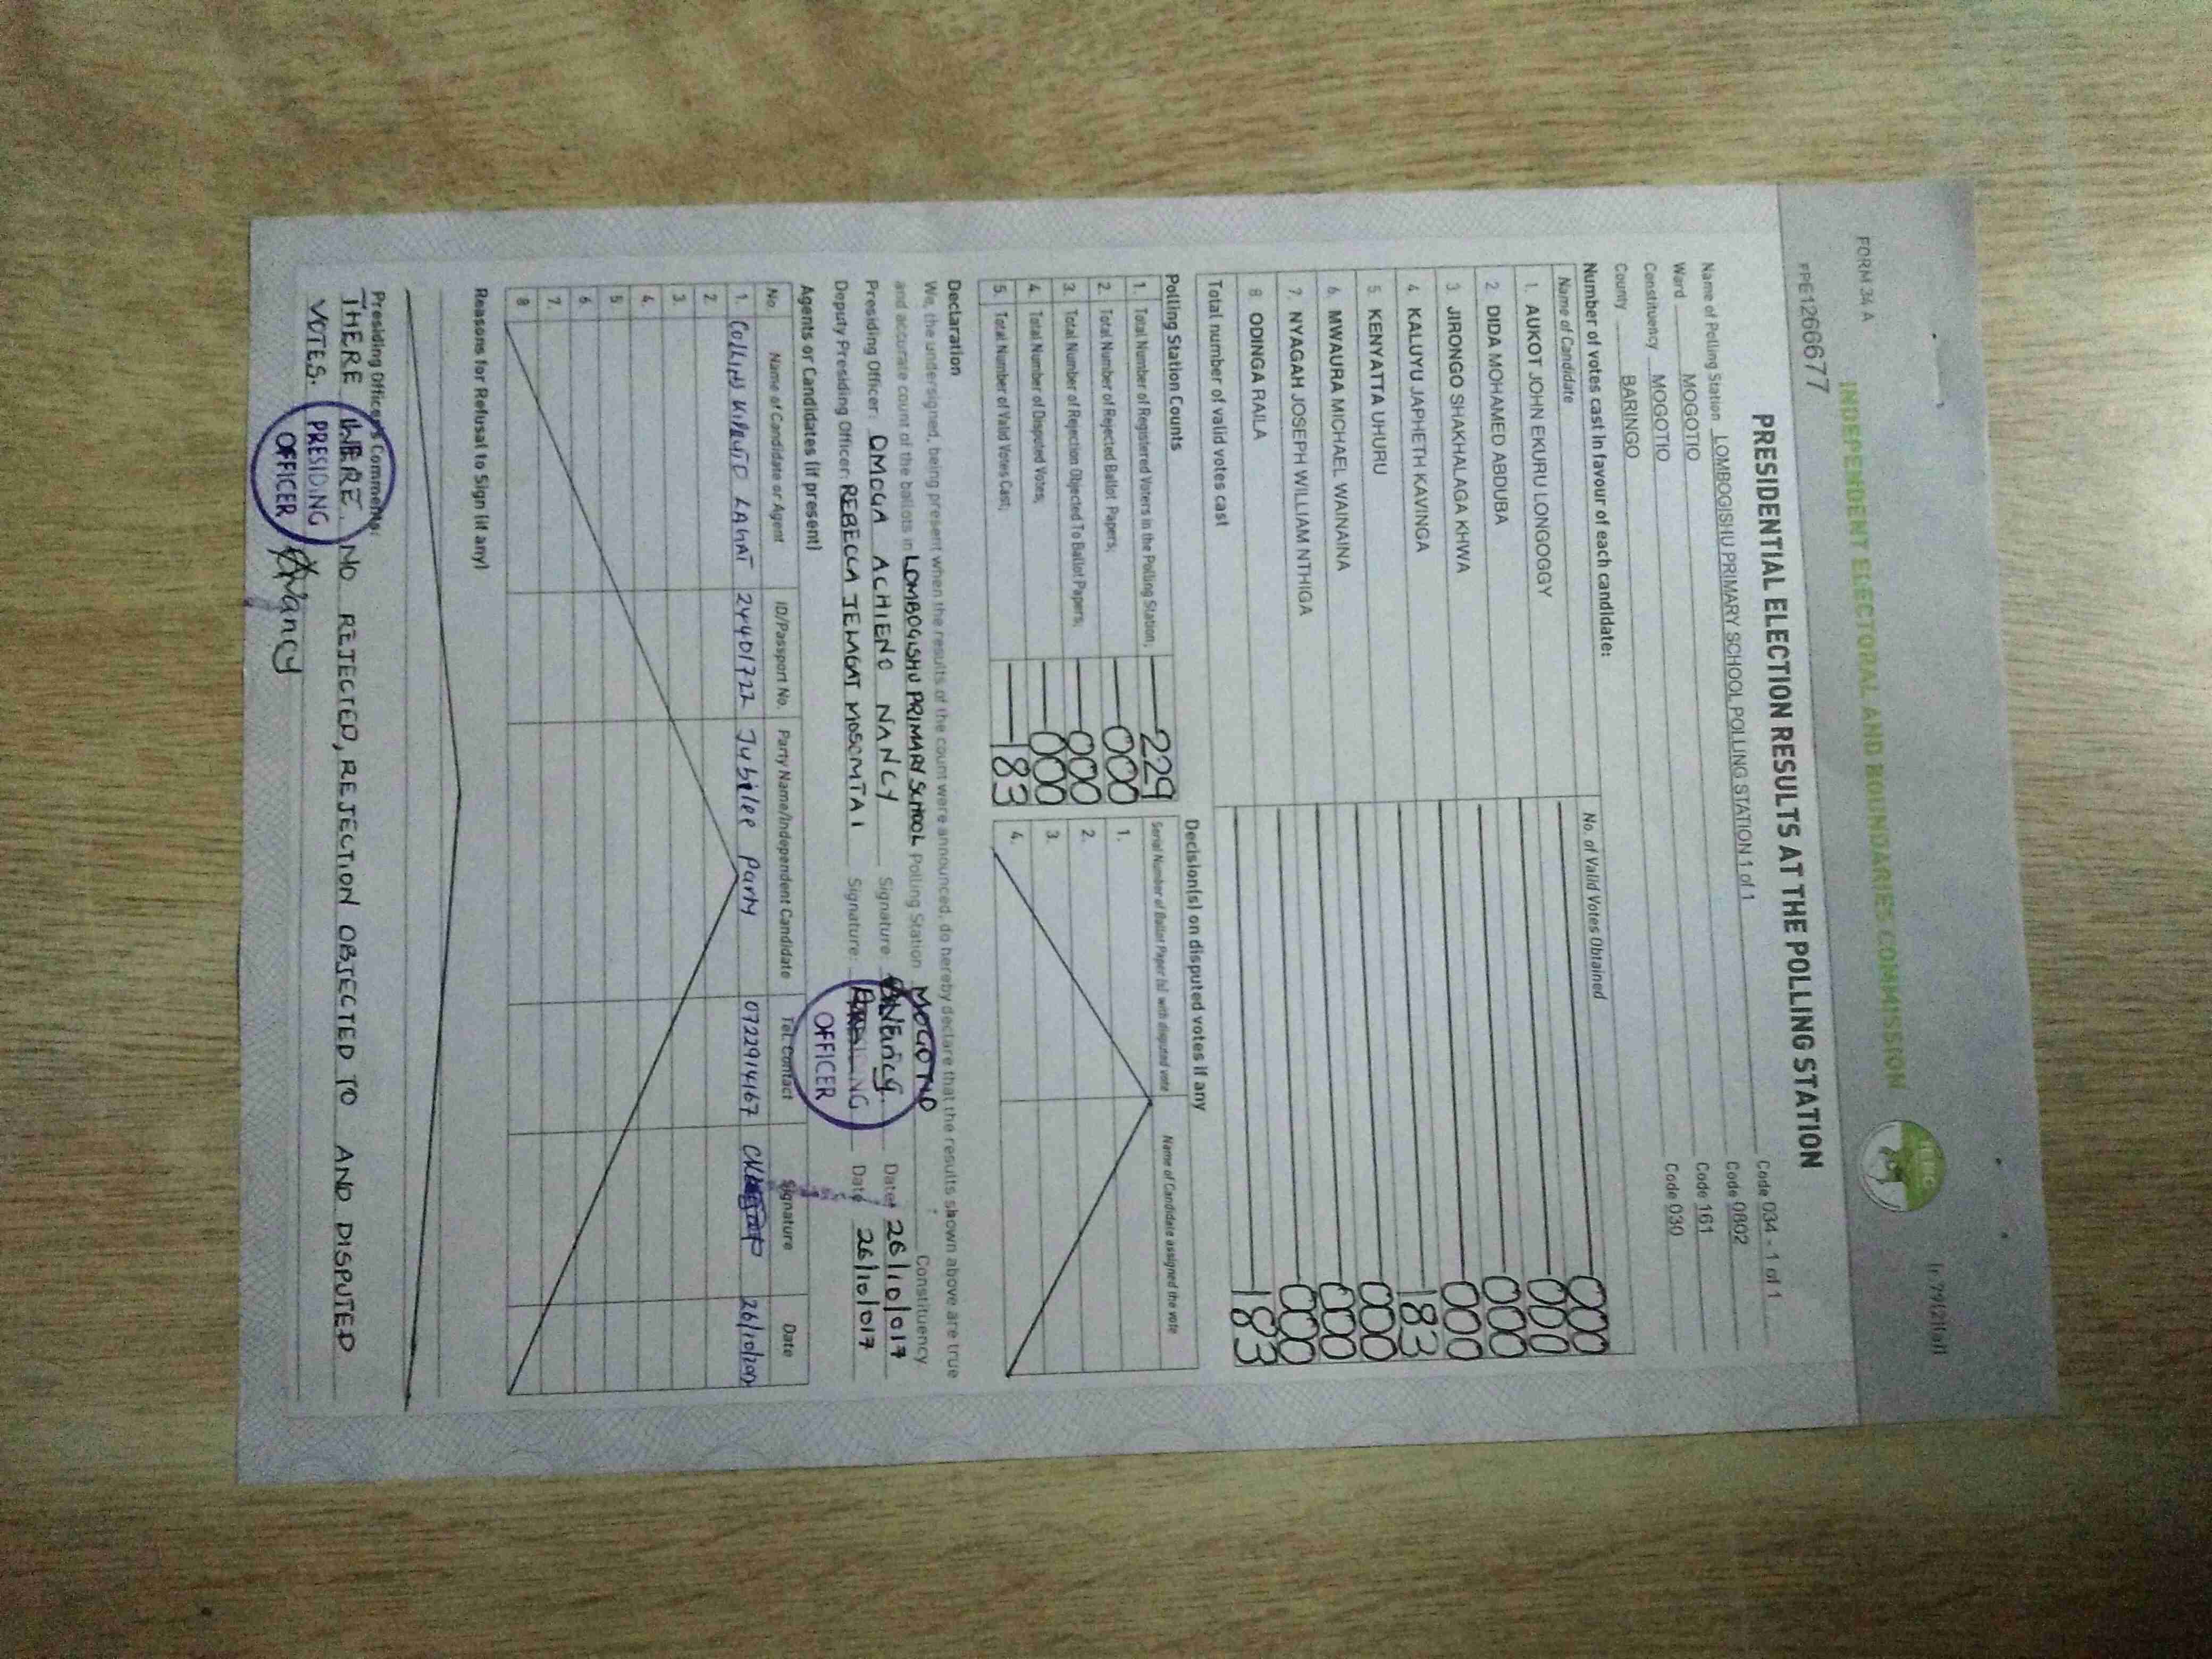 FORM 34 A
INDEPENDENT ELECTORAL AND BOUNDARIES COMMISSION
IEBC
(r.79(2)(a))
PPE1266677
PRESIDENTIAL ELECTION RESULTS AT THE POLLING STATION
Name of Polling Station LOMBOGISHU PRIMARY SCHOOL POLLING STATION 1 of 1 Code 034 - 1 of 1
Ward MOGOTIO Code 0802
Constituency MOGOTIO Code 161
County BARINGO Code 030
Number of votes cast in favour of each candidate:
Name of Candidate No. of Valid Votes Obtained
1. AUKOT JOHN EKURU LONGOGGY 000
2. DIDA MOHAMED ABDUBA 000
3. JIRONGO SHAKHALAGA KHWA 000
4. KALUYU JAPHETH KAVINGA 000
5. KENYATTA UHURU 183
6. MWAURA MICHAEL WAINAINA 000
7. NYAGAH JOSEPH WILLIAM NTHIGA 000
8. ODINGA RAILA 000
Total number of valid votes cast 183
Polling Station Counts
1. Total Number of Registered Voters in the Polling Station; 229
2. Total Number of Rejected Ballot Papers; 000
3. Total Number of Rejection Objected To Ballot Papers; 000
4. Total Number of Disputed Votes; 000
5. Total Number of Valid Votes Cast; 183
Decision(s) on disputed votes if any
Serial Number of Ballot Paper (s) with disputed vote Name of Candidate assigned the vote
1.
2.
3.
4.
Declaration
We, the undersigned, being present when the results of the count were announced, do hereby declare that the results shown above are true
and accurate count of the ballots in LOMBOGISHU PRIMARY SCHOOL Polling Station MOGOTIO Constituency
Presiding Officer: OMOGA ACHIENG NANCY Signature: Nancy. Date: 26/10/017
Deputy Presiding Officer: REBECCA JELAGAT MOSOMTAI Signature: Date 26/10/017
PRESIDING
OFFICER
Agents or Candidates (if present)
No. Name of Candidate or Agent ID/Passport No. Party Name/Independent Candidate Tel. Contact Signature Date
1. COLLINS KIPRUTO LAGAT 24401722 Jubilee Party 0722914167 26/10/2017
2.
3.
4.
5.
6.
7.
8
Reasons for Refusal to Sign (if any)
Presiding Officer's Comments:
THERE WERE NO REJECTED, REJECTION OBJECTED TO AND DISPUTED
VOTES.
PRESIDING
OFFICER
Nancy